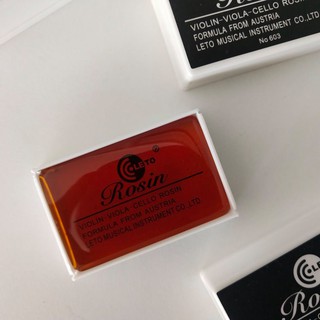 Rosin
VIOLIN-VIOLA-CELLO ROSIN
FORMULA FROM AUSTRIA
LETO MUSICAL INSTRUMENT CO.,LTD
No 603
LETO
®
Rosin
VIOLIN-VIOLA-CELLO ROSIN
FORMULA FROM AUSTRIA
LETO MUSICAL INSTRUMENT CO.,LTD
LETO